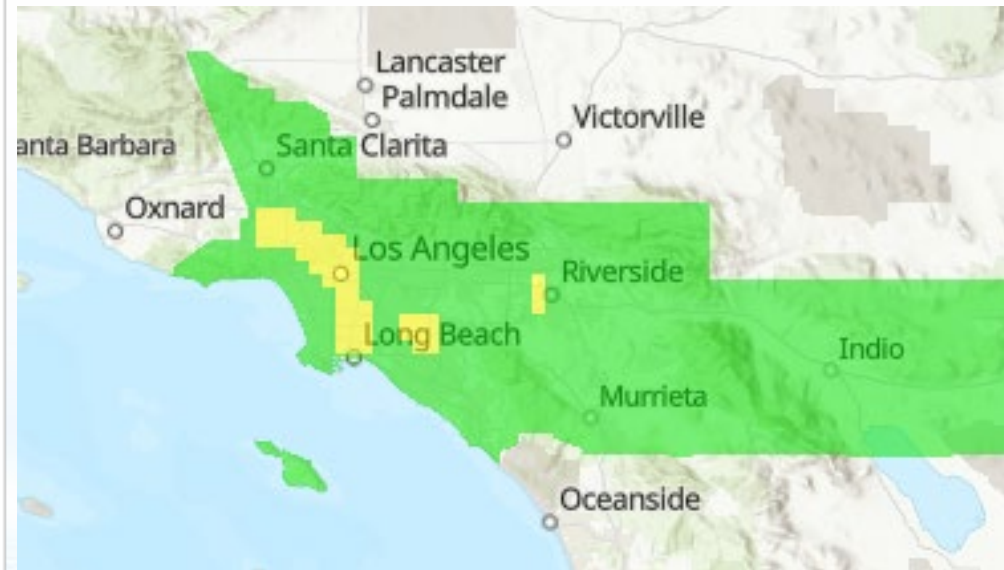 Lancaster
Palmdale
Victorville
anta Barbara
Santa Clarita
Oxnard
Los Angeles
Riverside
Long Beach
Indio
Murrieta
Oceanside